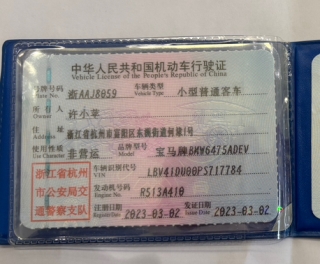 中华人民共和国机动车行驶证
Vehicle License of the People's Republic of China
号牌号码 浙AAJ8059 车辆类型 小型普通客车
Plate No. Vehicle Type
所有人 许小苹
Owner
住址 浙江省杭州市富阳区东洲街道何埭1号
Address
使用性质 非营运 品牌型号 宝马牌BMW6475ADEV
Use Character Model
浙江省杭州 车辆识别代号 LBV41DU00PS717784
VIN
市公安局交 发动机号码 R513A410
Engine No.
通警察支队 注册日期 2023-03-02 发证日期 2023-03-02
Register Date Issue Date